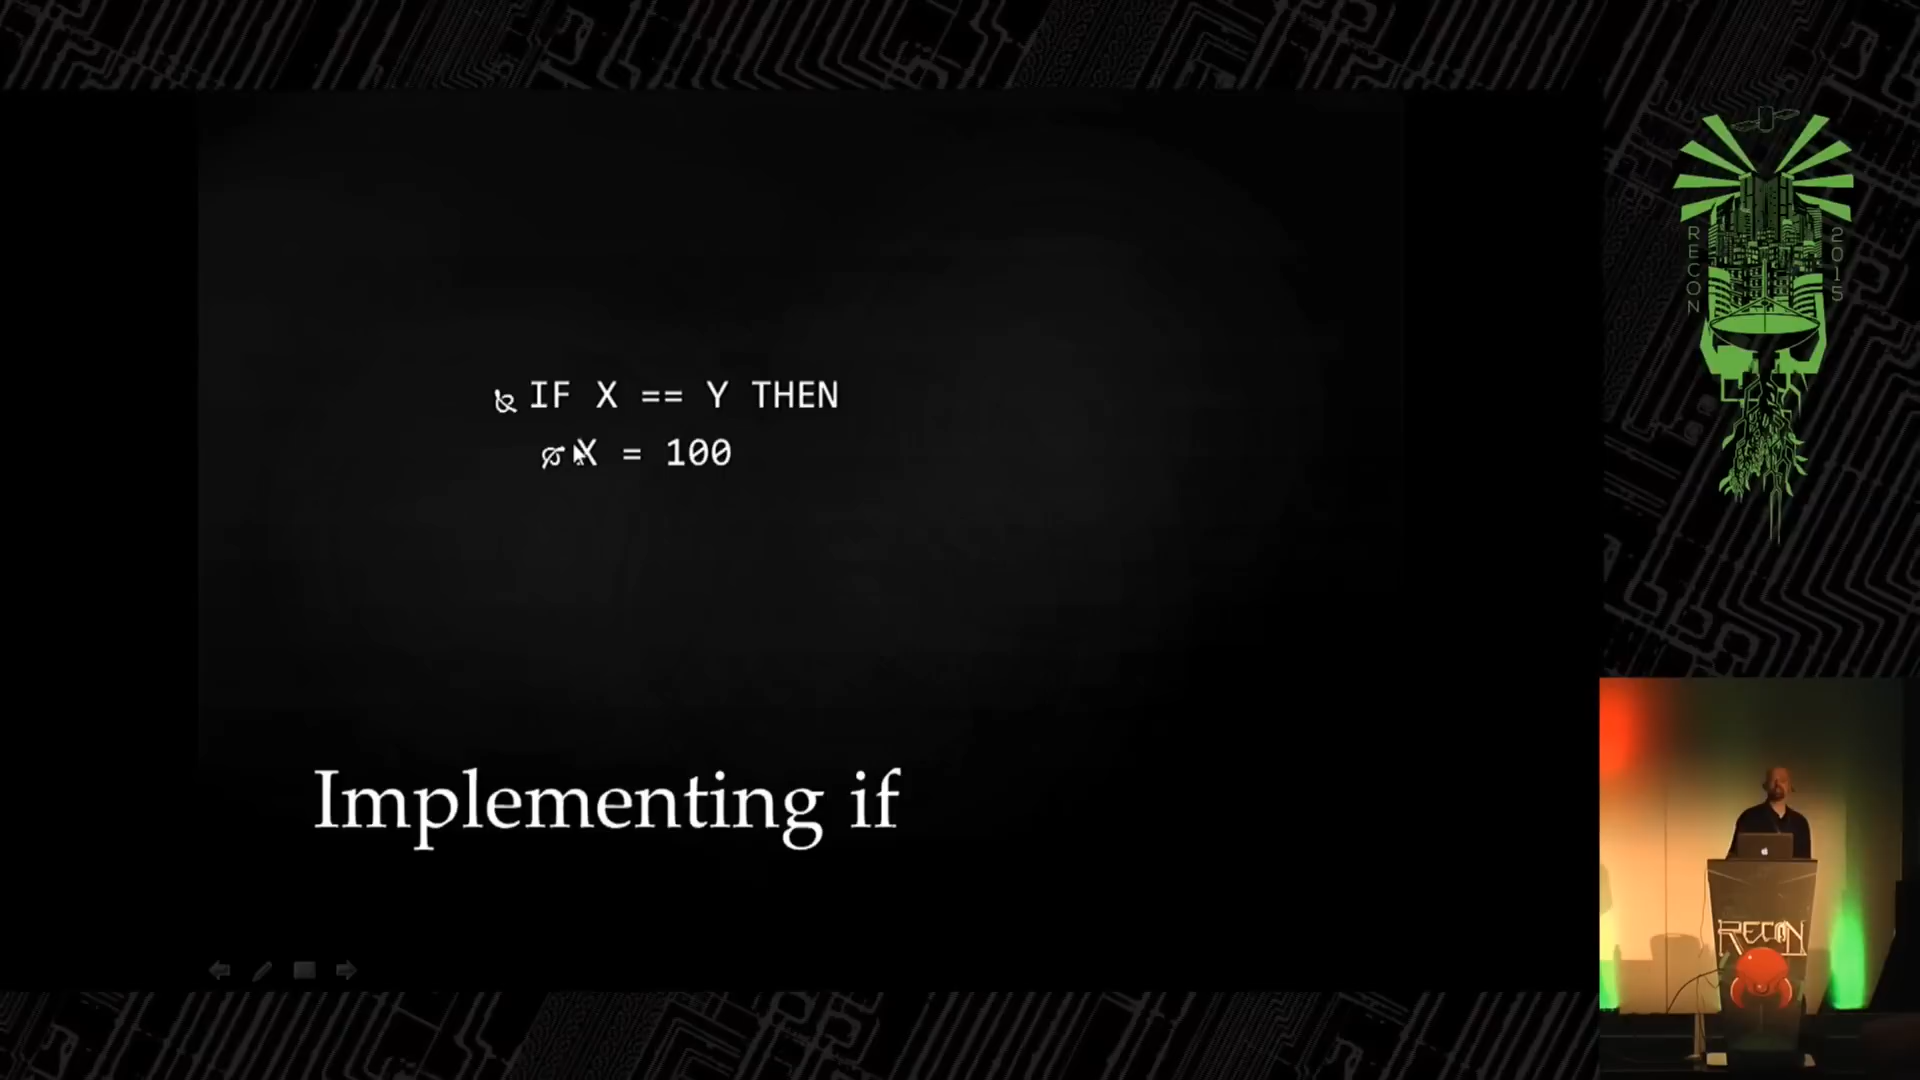 IF X == Y THEN
X = 100
Implementing if
RECON
2015
RECON